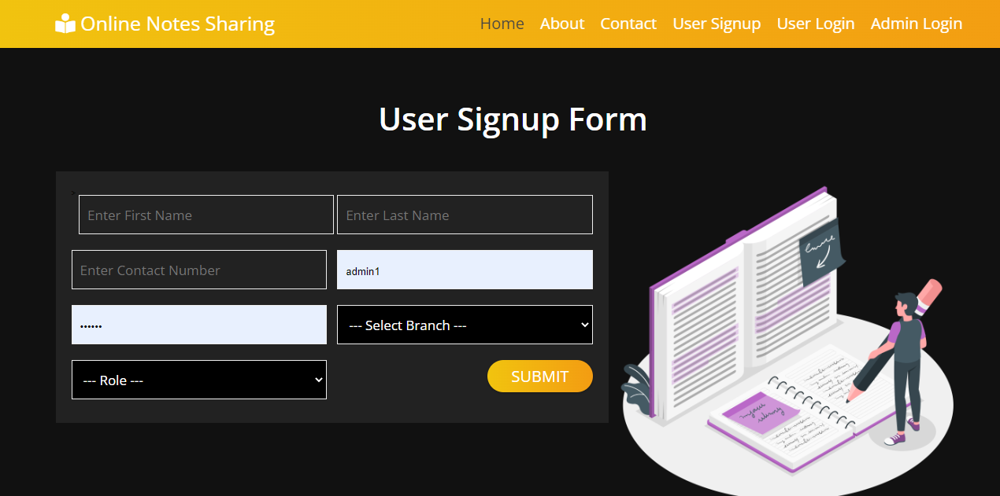 Online Notes Sharing Home About Contact User Signup User Login Admin Login
User Signup Form
>
Enter First Name Enter Last Name
Enter Contact Number admin1
•••••• --- Select Branch ---
--- Role --- SUBMIT